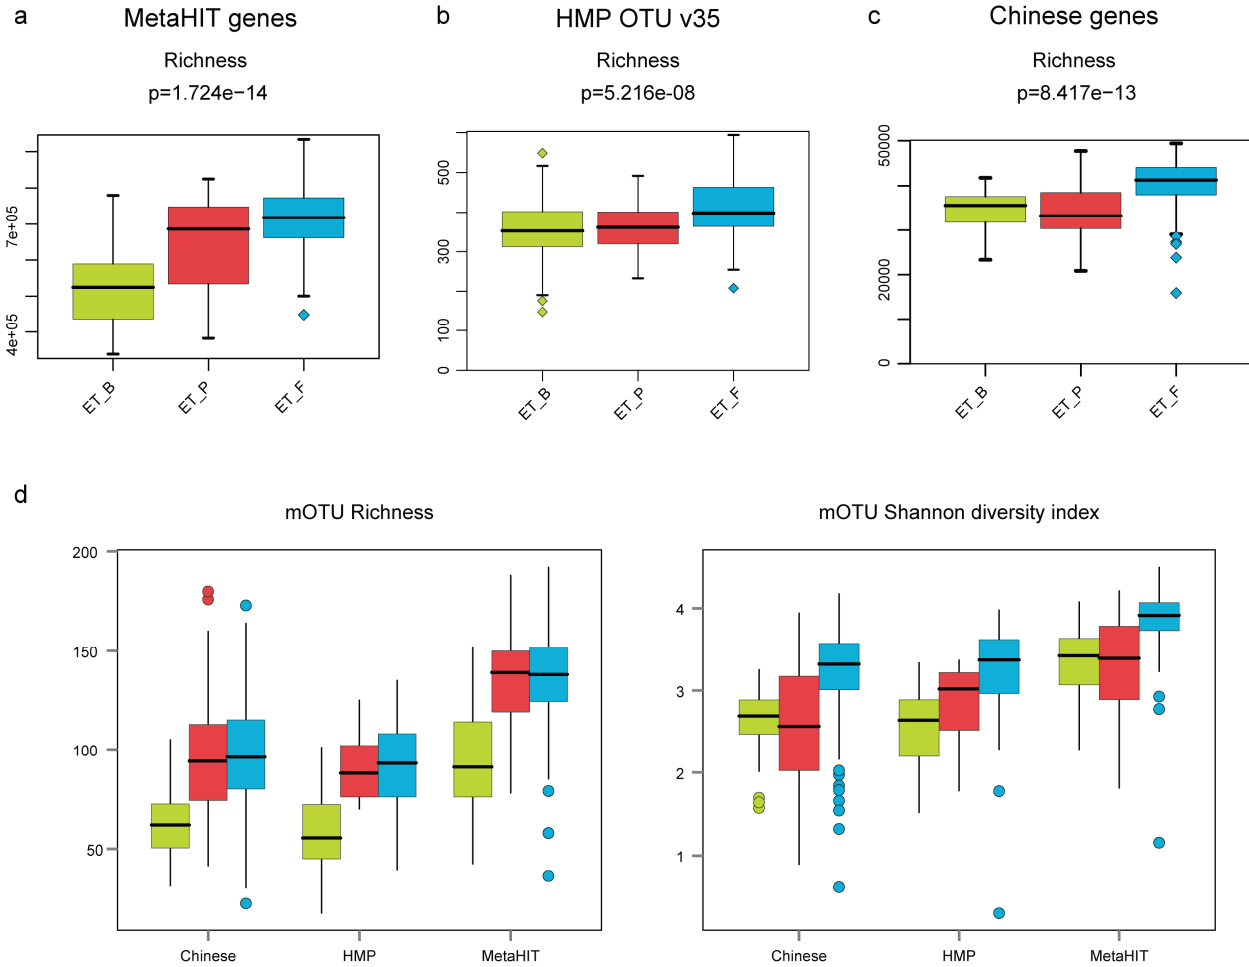 a
MetaHIT genes
Richness
p=1.724e−14
7e+05
4e+05
ET_B
ET_P
ET_F
b
HMP OTU v35
Richness
p=5.216e-08
500
300
100
0
ET_B
ET_P
ET_F
c
Chinese genes
Richness
p=8.417e−13
50000
20000
0
ET_B
ET_P
ET_F
d
mOTU Richness
200
150
100
50
Chinese
HMP
MetaHIT
mOTU Shannon diversity index
4
3
2
1
Chinese
HMP
MetaHIT